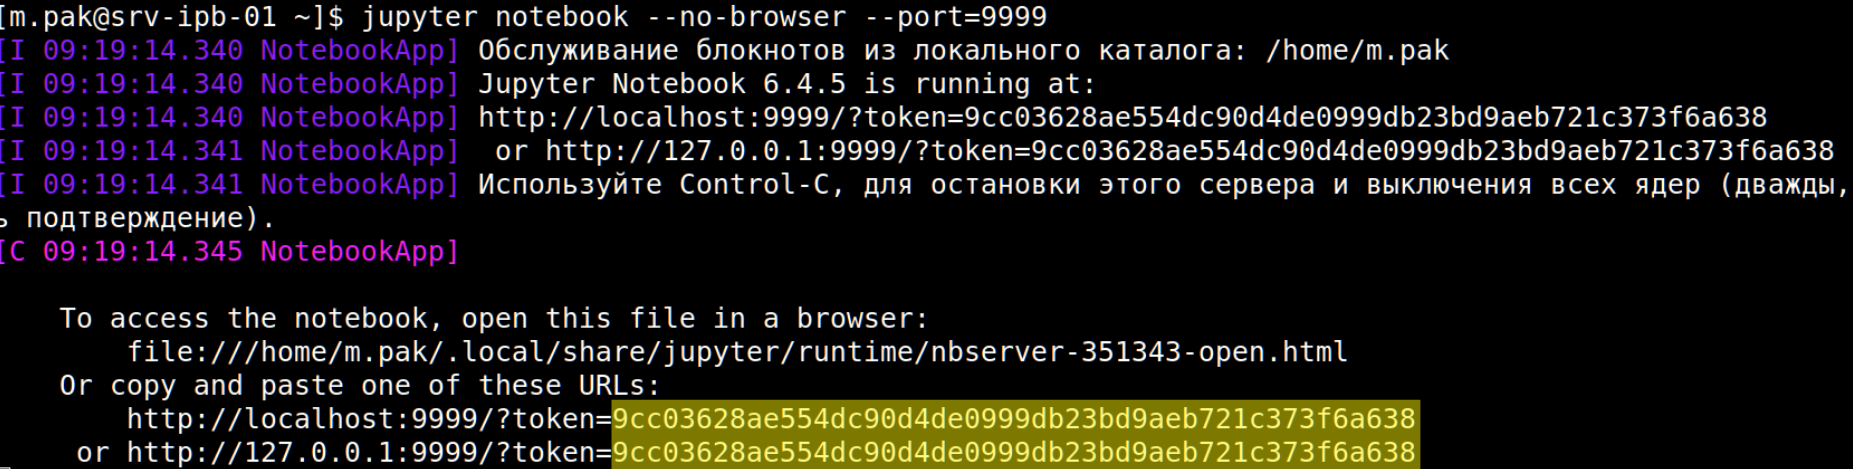 [m.pak@srv-ipb-01 ~]$ jupyter notebook --no-browser --port=9999
[I 09:19:14.340 NotebookApp] Обслуживание блокнотов из локального каталога: /home/m.pak
[I 09:19:14.340 NotebookApp] Jupyter Notebook 6.4.5 is running at:
[I 09:19:14.340 NotebookApp] http://localhost:9999/?token=9cc03628ae554dc90d4de0999db23bd9aeb721c373f6a638
[I 09:19:14.341 NotebookApp]  or http://127.0.0.1:9999/?token=9cc03628ae554dc90d4de0999db23bd9aeb721c373f6a638
[I 09:19:14.341 NotebookApp] Используйте Control-C, для остановки этого сервера и выключения всех ядер (дважды,
ь подтверждение).
[C 09:19:14.345 NotebookApp]
To access the notebook, open this file in a browser:
file:///home/m.pak/.local/share/jupyter/runtime/nbserver-351343-open.html
Or copy and paste one of these URLs:
http://localhost:9999/?token=9cc03628ae554dc90d4de0999db23bd9aeb721c373f6a638
or http://127.0.0.1:9999/?token=9cc03628ae554dc90d4de0999db23bd9aeb721c373f6a638